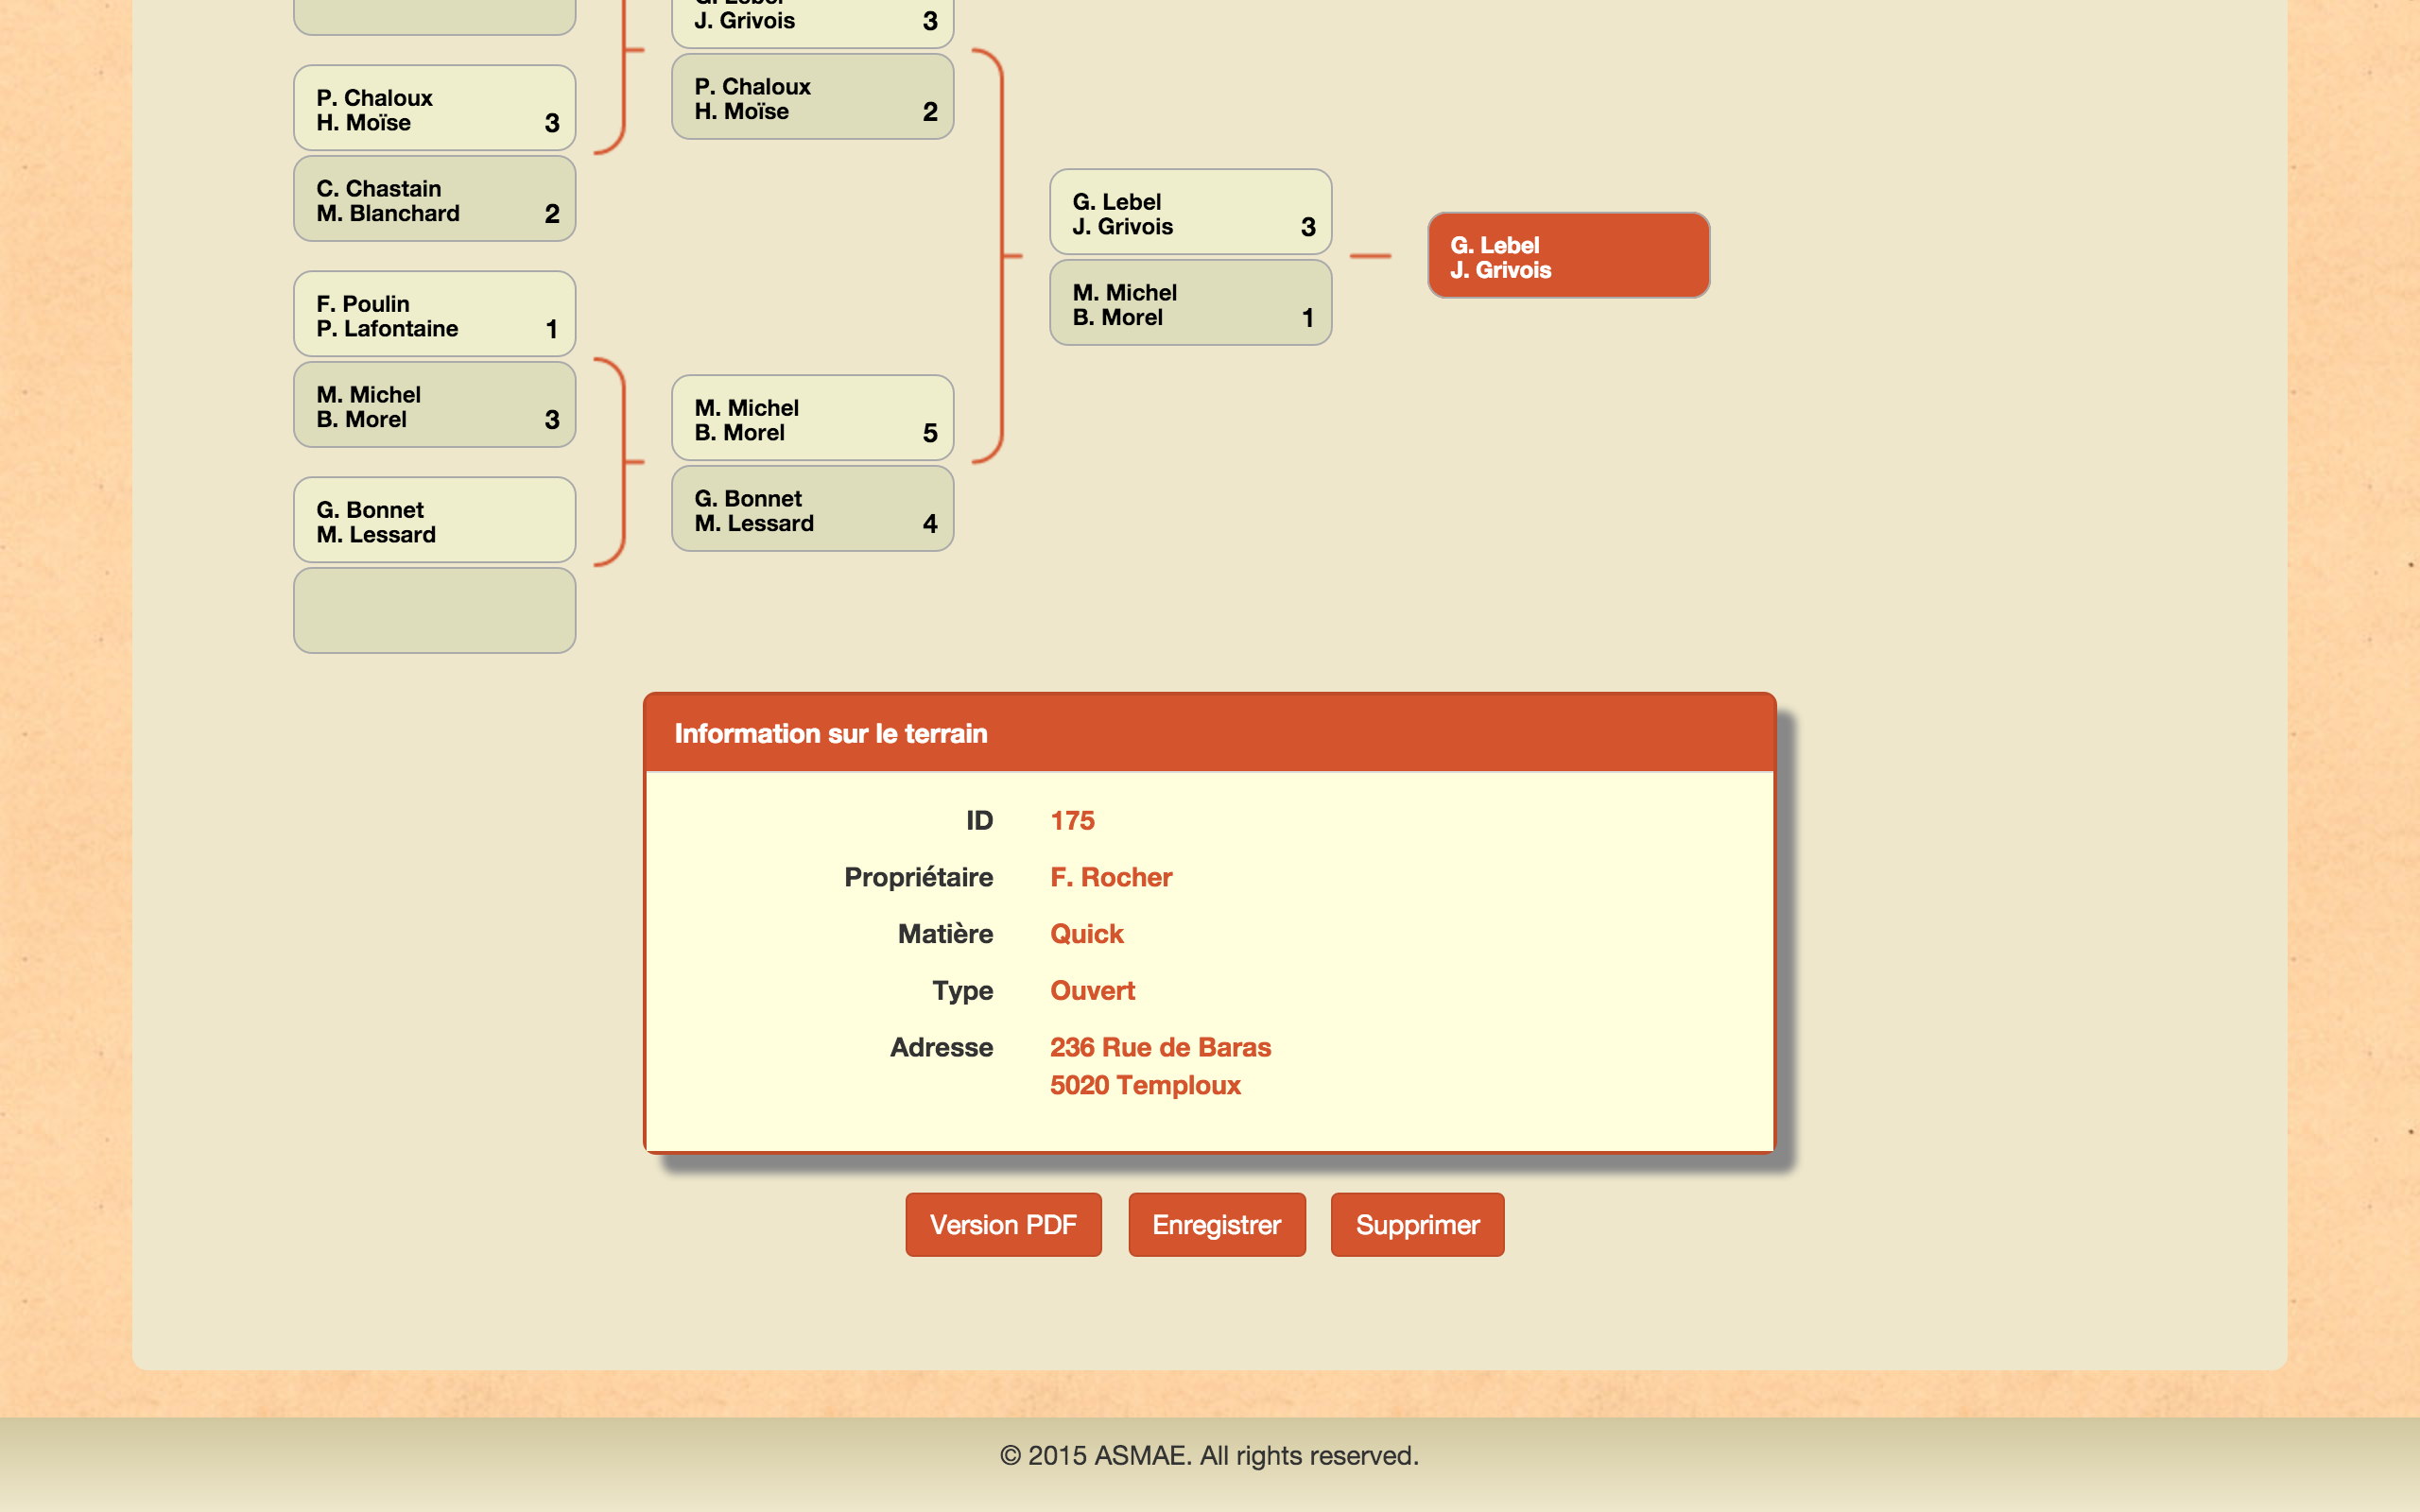 J. Grivois 3
P. Chaloux
H. Moïse 3
C. Chastain
M. Blanchard 2
P. Chaloux
H. Moïse 2
F. Poulin
P. Lafontaine 1
M. Michel
B. Morel 3
G. Bonnet
M. Lessard
M. Michel
B. Morel 5
G. Bonnet
M. Lessard 4
G. Lebel
J. Grivois 3
M. Michel
B. Morel 1
G. Lebel
J. Grivois
Information sur le terrain
ID 175
Propriétaire F. Rocher
Matière Quick
Type Ouvert
Adresse 236 Rue de Baras
5020 Temploux
Version PDF Enregistrer Supprimer
© 2015 ASMAE. All rights reserved.